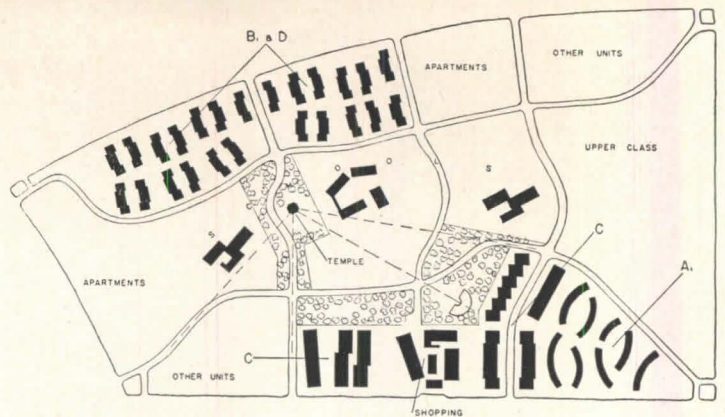 B. & D
OTHER UNITS
APARTMENTS
UPPER CLASS
O O L
S
C
S
TEMPLE
A.
APARTMENTS
C
OTHER UNITS
SHOPPING